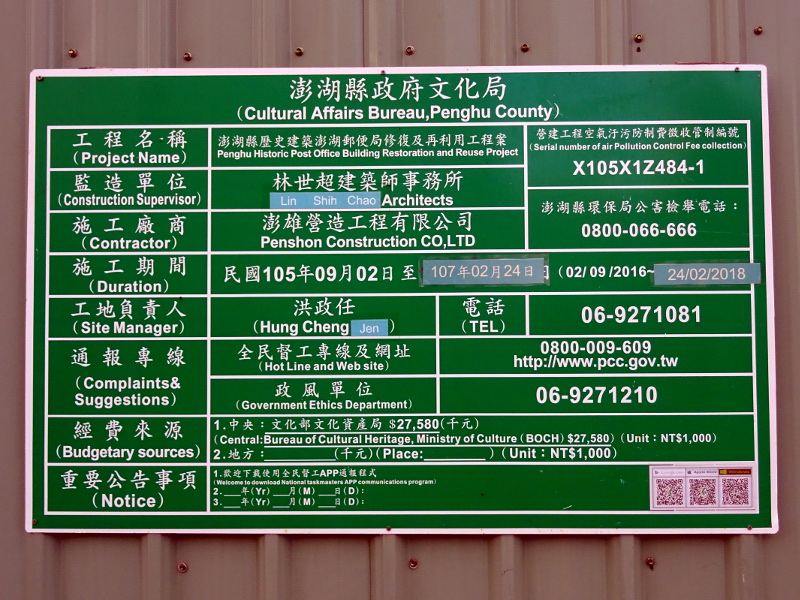 澎湖縣政府文化局
(Cultural Affairs Bureau,Penghu County)
工程名稱
(Project Name)
澎湖縣歷史建築澎湖郵便局修復及再利用工程案
Penghu Historic Post Office Building Restoration and Reuse Project
營建工程空氣汙污防制費徵收管制編號
(Serial number of air Pollution Control Fee collection)
X105X1Z484-1
監造單位
(Construction Supervisor)
林世超建築師事務所
Lin Shih Chao Architects
澎湖縣環保局公害檢舉電話：
0800-066-666
施工廠商
(Contractor)
澎雄營造工程有限公司
Penshon Construction CO,LTD
施工期間
(Duration)
民國105年09月02日 至 107年02月24日 (02/09/2016~ 24/02/2018
工地負責人
(Site Manager)
洪政任
(Hung Cheng Jen )
電話
(TEL)
06-9271081
通報專線
(Complaints&
Suggestions)
全民督工專線及網址
(Hot Line and Web site)
0800-009-609
http://www.pcc.gov.tw
政風單位
(Government Ethics Department)
06-9271210
經費來源
(Budgetary sources)
1.中央：文化部文化資產局 $27,580(千元)
(Central:Bureau of Cultural Heritage, Ministry of Culture (BOCH) $27,580) (Unit：NT$1,000)
2.地方：__________(千元)(Place:__________) (Unit：NT$1,000)
重要公告事項
(Notice)
1.歡迎下載使用全民督工APP通報程式
(Welcome to download National taskmasters APP communications program)
2.___年(Yr)___月(M)___日(D)：
3.___年(Yr)___月(M)___日(D)：